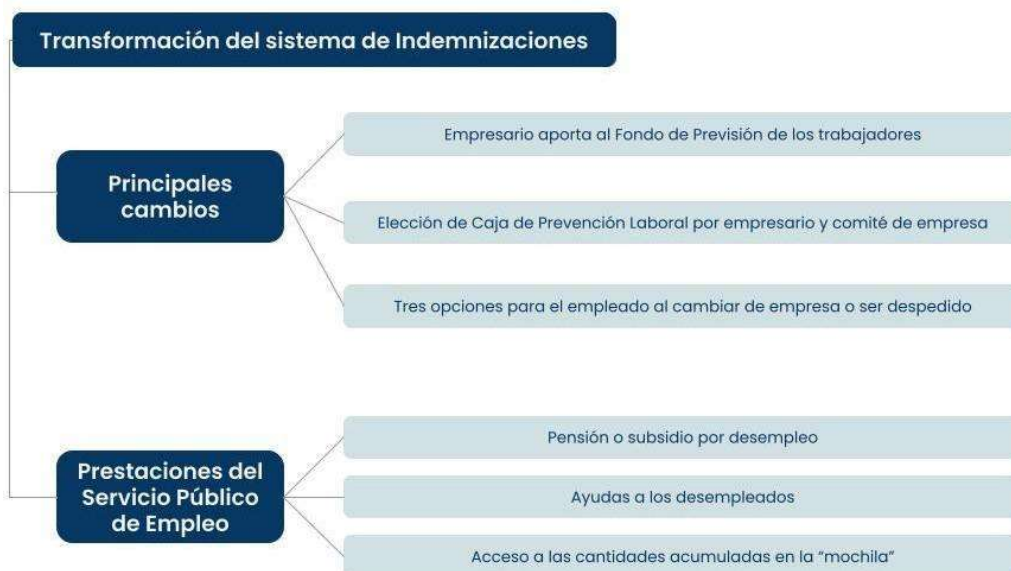 Transformación del sistema de Indemnizaciones
Principales
cambios
Empresario aporta al Fondo de Previsión de los trabajadores
Elección de Caja de Prevención Laboral por empresario y comité de empresa
Tres opciones para el empleado al cambiar de empresa o ser despedido
Prestaciones del
Servicio Público
de Empleo
Pensión o subsidio por desempleo
Ayudas a los desempleados
Acceso a las cantidades acumuladas en la “mochila”